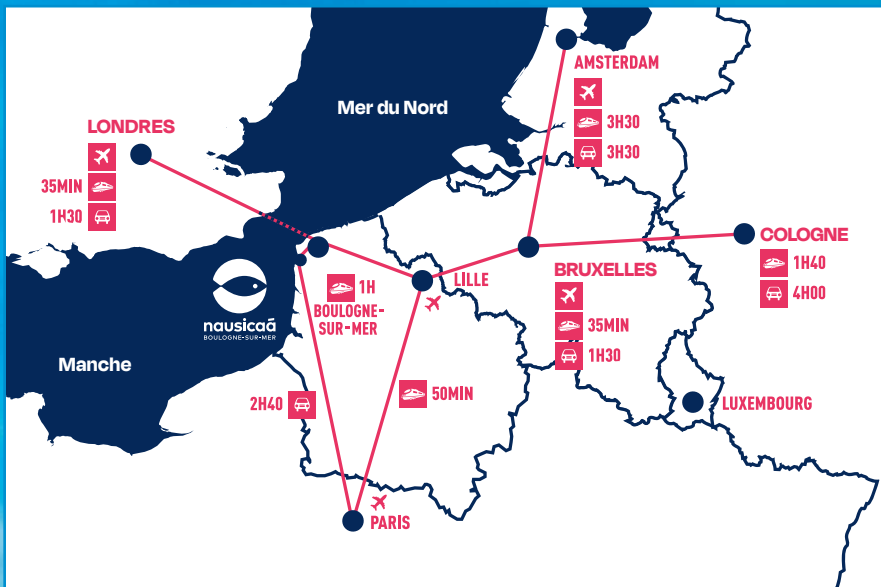 AMSTERDAM
3H30
3H30
Mer du Nord
LONDRES
35MIN
1H30
COLOGNE
1H40
4H00
BRUXELLES
35MIN
1H30
LILLE
1H
BOULOGNE-
SUR-MER
nausicaá
BOULOGNE-SUR-MER
Manche
2H40
50MIN
LUXEMBOURG
PARIS